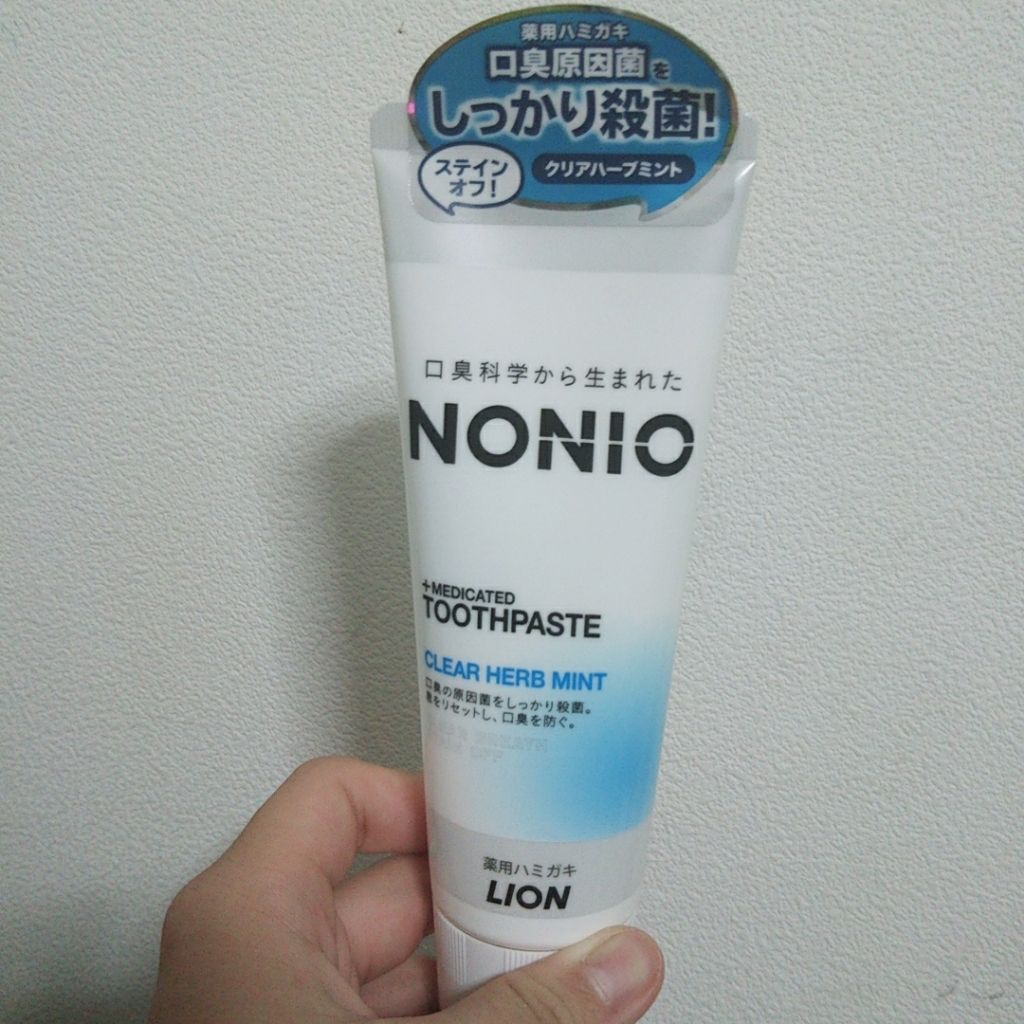 薬用ハミガキ
口臭原因菌を
しっかり殺菌!
ステイン
オフ!
クリアハーブミント
口臭科学から生まれた
NONIO
+MEDICATED
TOOTHPASTE
CLEAR HERB MINT
口臭の原因菌をしっかり殺菌。
菌をリセットし、口臭を防ぐ。
BREATH
OFF
薬用ハミガキ
LION